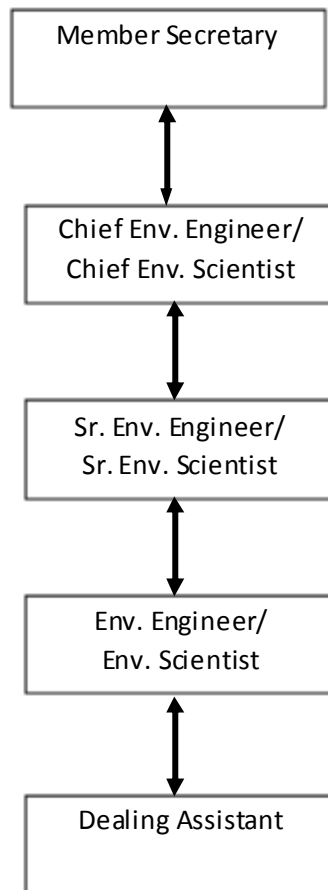 Member Secretary
Chief Env. Engineer/
Chief Env. Scientist
Sr. Env. Engineer/
Sr. Env. Scientist
Env. Engineer/
Env. Scientist
Dealing Assistant